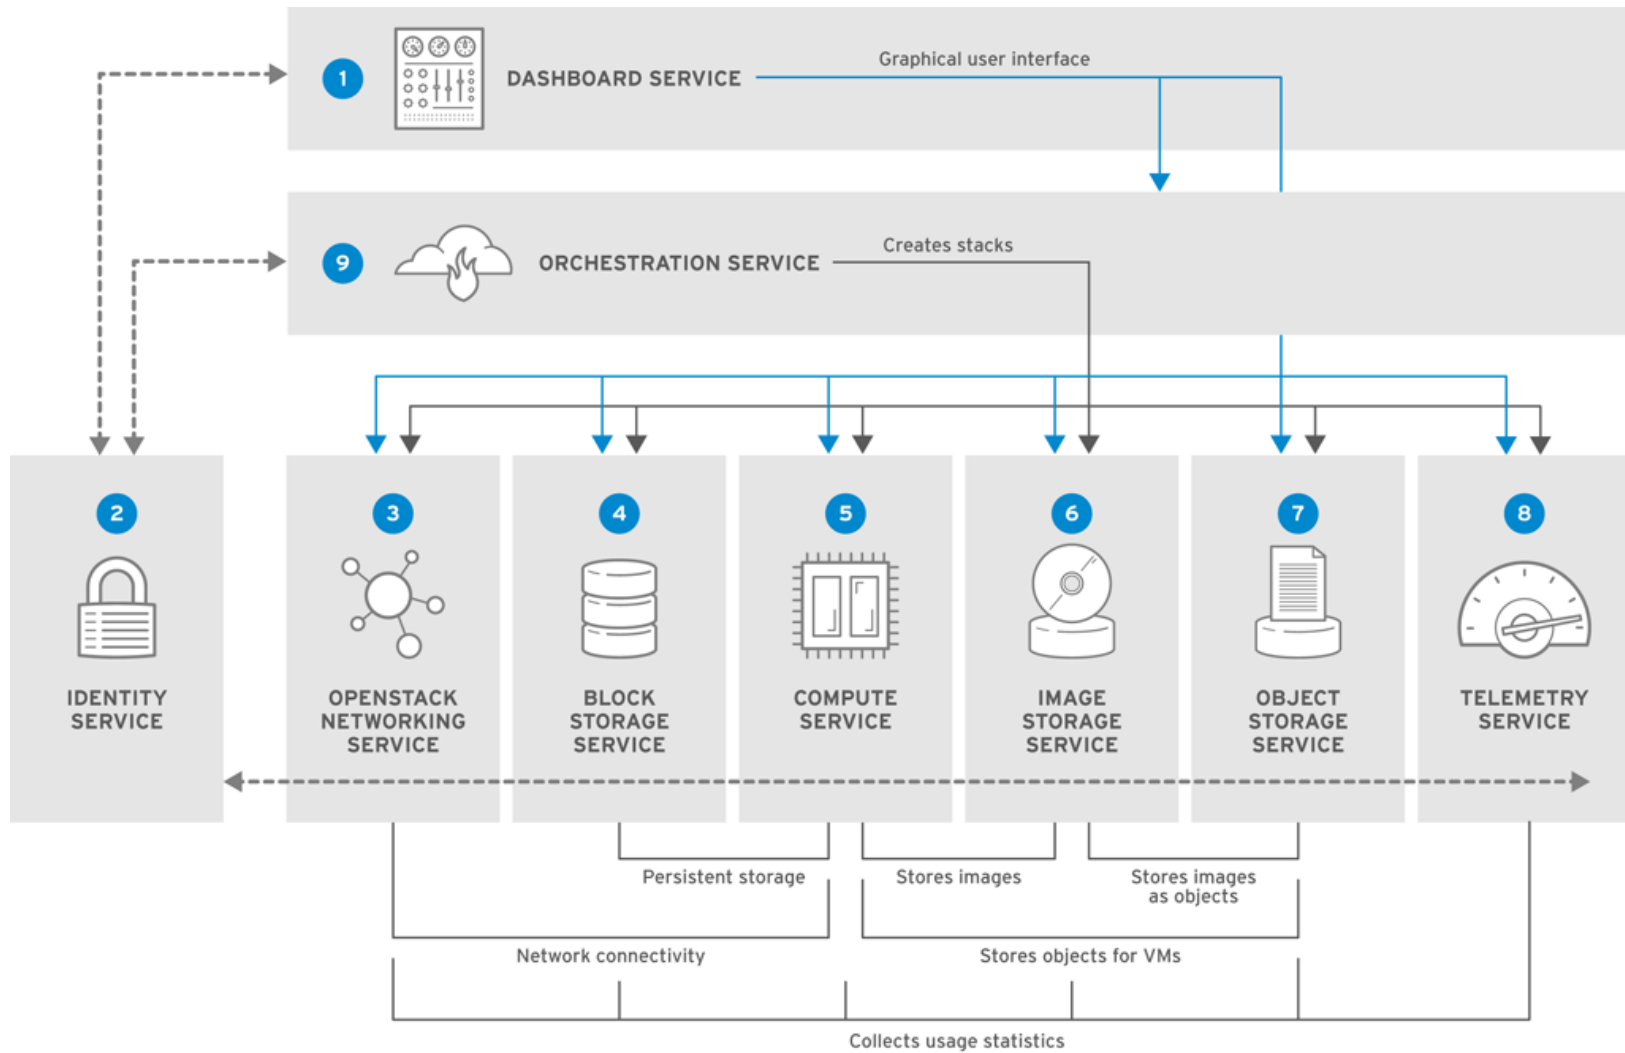 1
DASHBOARD SERVICE
Graphical user interface
9
ORCHESTRATION SERVICE
Creates stacks
2
IDENTITY
SERVICE
3
OPENSTACK
NETWORKING
SERVICE
4
BLOCK
STORAGE
SERVICE
5
COMPUTE
SERVICE
6
IMAGE
STORAGE
SERVICE
7
OBJECT
STORAGE
SERVICE
8
TELEMETRY
SERVICE
Persistent storage
Stores images
Stores images
as objects
Network connectivity
Stores objects for VMs
Collects usage statistics